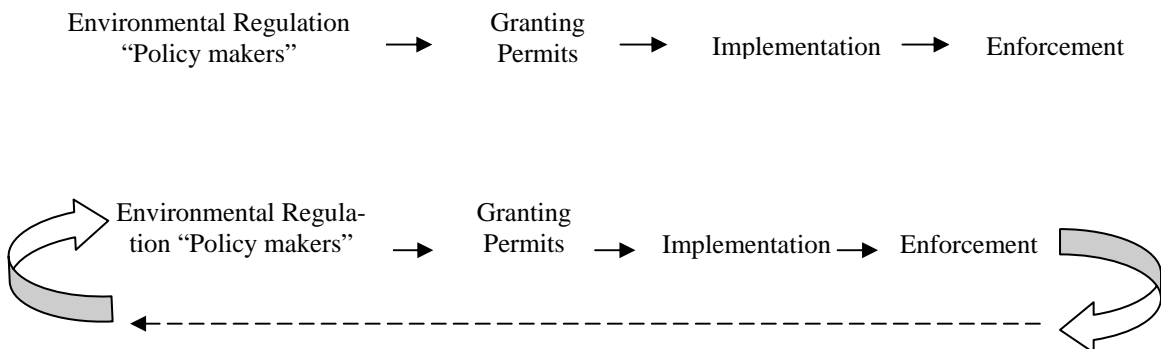 Environmental Regulation
“Policy makers”
Granting
Permits
Implementation
Enforcement
Environmental Regula-
tion “Policy makers”
Granting
Permits
Implementation
Enforcement